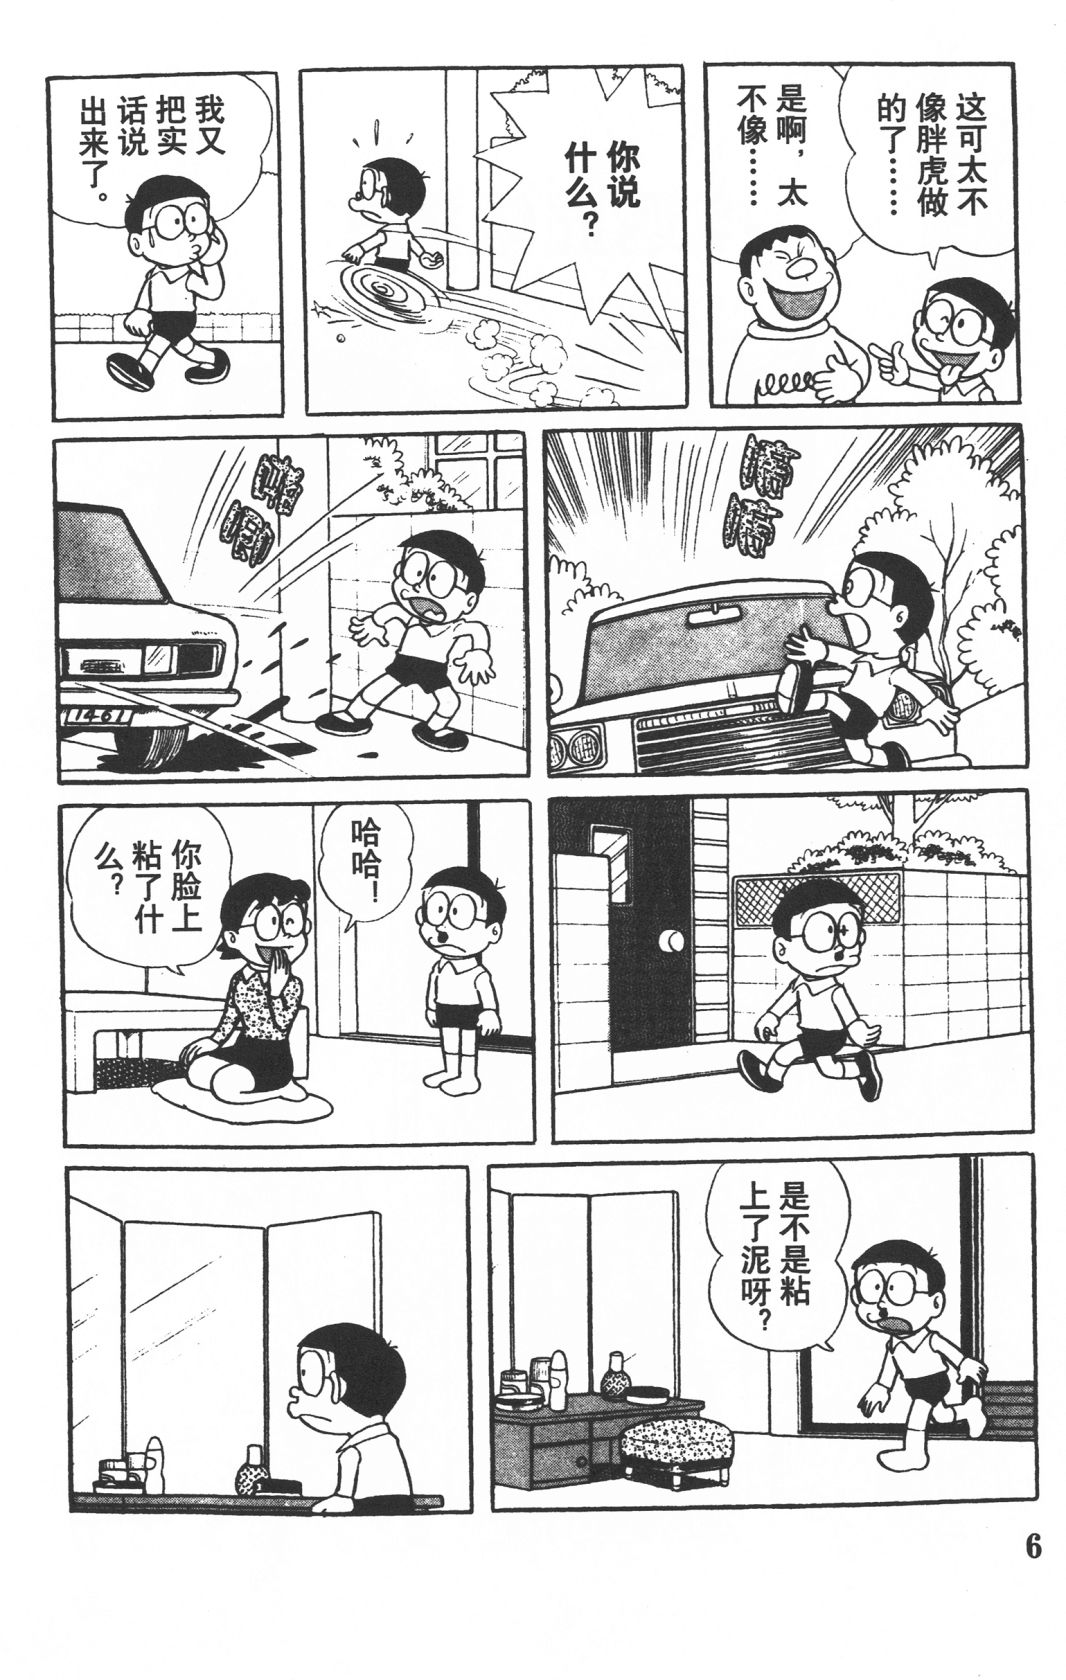 这可太不
像胖虎做
的了……
是啊，太
不像……
你说
什么？
我又
把实
话说
出来了。
嘀嘀
1461
哈
哈！
你脸上
粘了什
么？
是不是粘
上了泥呀？
6